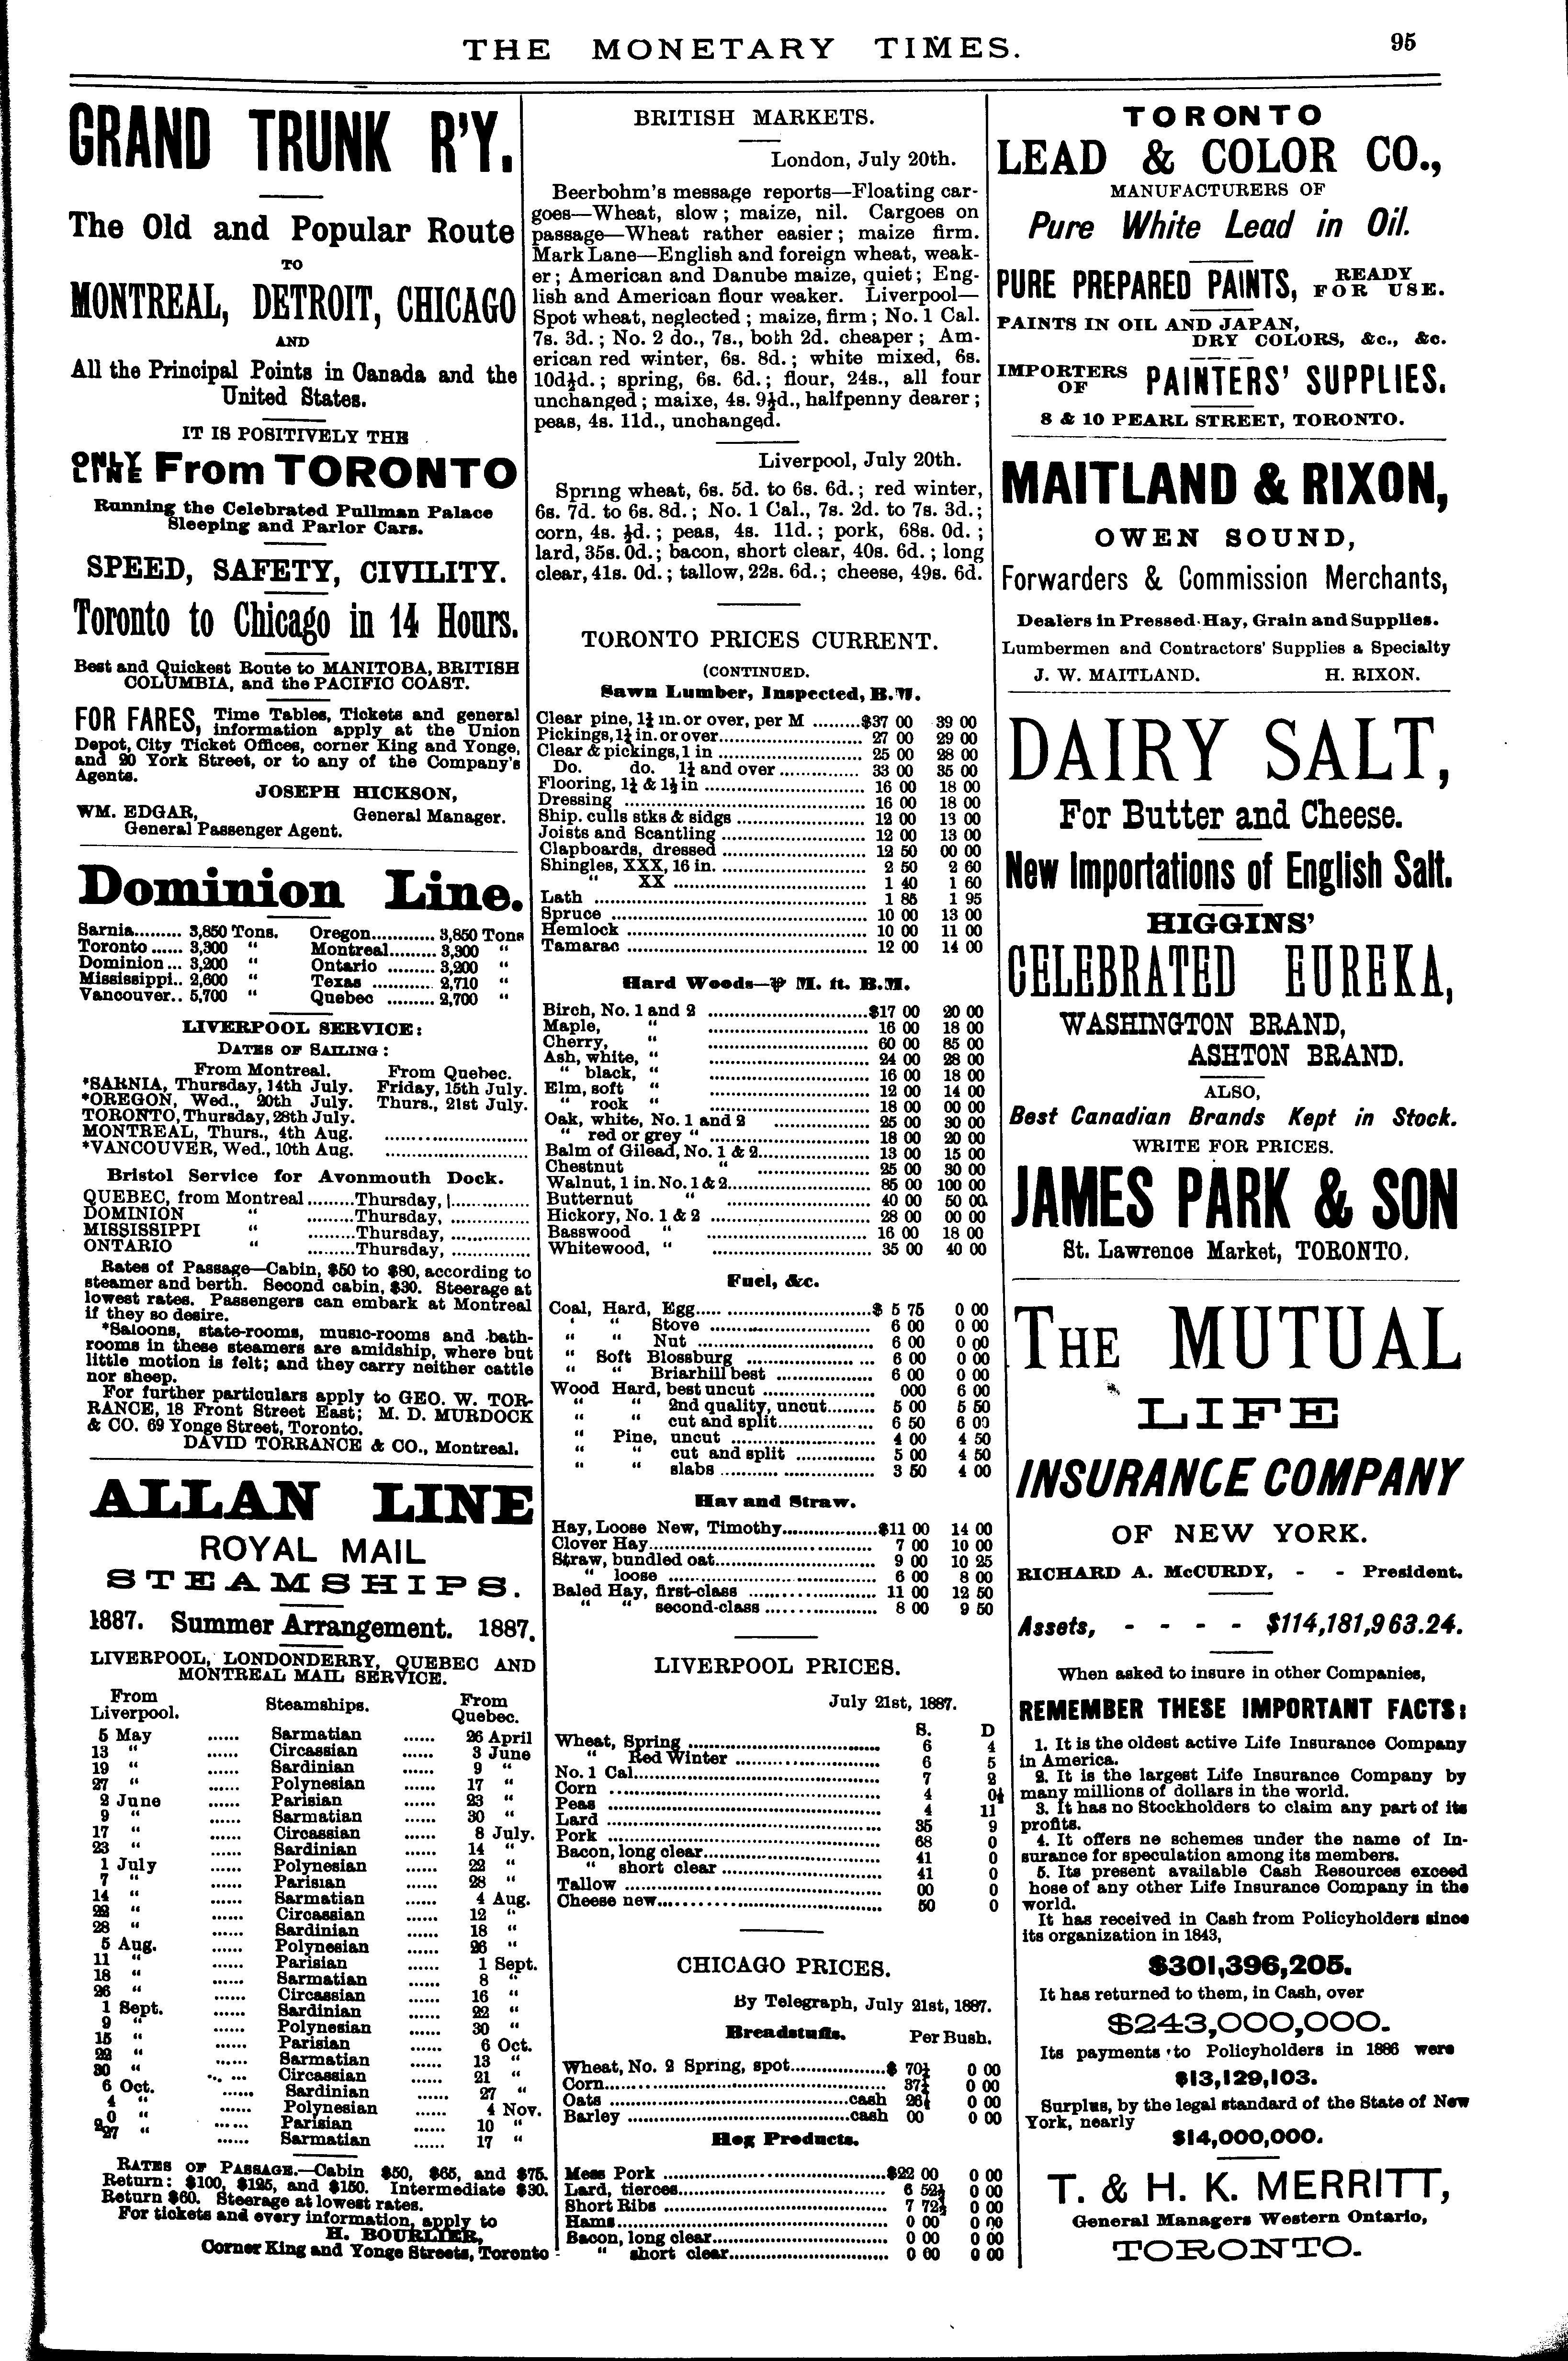 THE MONETARY TIMES.
95
GRAND TRUNK R'Y.
The Old and Popular Route
TO
MONTREAL, DETROIT, CHICAGO
AND
All the Principal Points in Canada and the
United States.
IT IS POSITIVELY THE
ONLY LINE From TORONTO
Running the Celebrated Pullman Palace
Sleeping and Parlor Cars.
SPEED, SAFETY, CIVILITY.
Toronto to Chicago in 14 Hours.
Best and Quickest Route to MANITOBA, BRITISH
COLUMBIA, and the PACIFIC COAST.
FOR FARES, Time Tables, Tickets and general
information apply at the Union
Depot, City Ticket Offices, corner King and Yonge,
and 20 York Street, or to any of the Company's
Agents.
JOSEPH HICKSON,
WM. EDGAR, General Manager.
General Passenger Agent.
Dominion Line.
Sarnia......... 3,850 Tons. Oregon............ 3,850 Tons
Toronto...... 3,300 " Montreal......... 3,300 "
Dominion... 3,200 " Ontario ......... 3,200 "
Mississippi.. 2,600 " Texas ............ 2,710 "
Vancouver.. 5,700 " Quebec ......... 2,700 "
LIVERPOOL SERVICE:
DATES OF SAILING:
From Montreal. From Quebec.
*SARNIA, Thursday, 14th July. Friday, 15th July.
*OREGON, Wed., 20th July. Thurs., 21st July.
TORONTO, Thursday, 28th July.
MONTREAL, Thurs., 4th Aug. ..............................
*VANCOUVER, Wed., 10th Aug. ..............................
Bristol Service for Avonmouth Dock.
QUEBEC, from Montreal.........Thursday, ...............
DOMINION " .........Thursday, ...............
MISSISSIPPI " .........Thursday, ...............
ONTARIO " .........Thursday, ...............
Rates of Passage—Cabin, $50 to $80, according to
steamer and berth. Second cabin, $30. Steerage at
lowest rates. Passengers can embark at Montreal
if they so desire.
*Saloons, state-rooms, music-rooms and bath-
rooms in these steamers are amidship, where but
little motion is felt; and they carry neither cattle
nor sheep.
For further particulars apply to GEO. W. TOR-
RANCE, 18 Front Street East; M. D. MURDOCK
& CO. 69 Yonge Street, Toronto.
DAVID TORRANCE & CO., Montreal.
ALLAN LINE
ROYAL MAIL
STEAMSHIPS.
1887. Summer Arrangement. 1887.
LIVERPOOL, LONDONDERRY, QUEBEC AND
MONTREAL MAIL SERVICE.
From Liverpool. Steamships. From Quebec.
5 May ...... Sarmatian ...... 26 April
13 " ...... Circassian ...... 3 June
19 " ...... Sardinian ...... 9 "
27 " ...... Polynesian ...... 17 "
2 June ...... Parisian ...... 23 "
9 " ...... Sarmatian ...... 30 "
17 " ...... Circassian ...... 8 July.
23 " ...... Sardinian ...... 14 "
1 July ...... Polynesian ...... 22 "
7 " ...... Parisian ...... 28 "
14 " ...... Sarmatian ...... 4 Aug.
22 " ...... Circassian ...... 12 "
28 " ...... Sardinian ...... 18 "
5 Aug. ...... Polynesian ...... 26 "
11 " ...... Parisian ...... 1 Sept.
18 " ...... Sarmatian ...... 8 "
26 " ...... Circassian ...... 16 "
1 Sept. ...... Sardinian ...... 22 "
9 " ...... Polynesian ...... 30 "
15 " ...... Parisian ...... 6 Oct.
22 " ...... Sarmatian ...... 13 "
30 " ...... Circassian ...... 21 "
6 Oct. ...... Sardinian ...... 27 "
" ...... Polynesian ...... 4 Nov.
" ...... Parisian ...... 10 "
27 " ...... Sarmatian ...... 17 "
RATES OF PASSAGE.—Cabin $50, $65, and $75.
Return: $100, $125, and $150. Intermediate $30.
Return $60. Steerage at lowest rates.
For tickets and every information, apply to
H. BOURLIER,
Corner King and Yonge Streets, Toronto
BRITISH MARKETS.
London, July 20th.
Beerbohm's message reports—Floating car-
goes—Wheat, slow; maize, nil. Cargoes on
passage—Wheat rather easier; maize firm.
Mark Lane—English and foreign wheat, weak-
er; American and Danube maize, quiet; Eng-
lish and American flour weaker. Liverpool—
Spot wheat, neglected; maize, firm; No. 1 Cal.
7s. 3d.; No. 2 do., 7s., both 2d. cheaper; Am-
erican red winter, 6s. 8d.; white mixed, 6s.
10d½d.; spring, 6s. 6d.; flour, 24s., all four
unchanged; maixe, 4s. 9½d., halfpenny dearer;
peas, 4s. 11d., unchanged.
Liverpool, July 20th.
Spring wheat, 6s. 5d. to 6s. 6d.; red winter,
6s. 7d. to 6s. 8d.; No. 1 Cal., 7s. 2d. to 7s. 3d.;
corn, 4s. ½d.; peas, 4s. 11d.; pork, 68s. 0d.;
lard, 35s. 0d.; bacon, short clear, 40s. 6d.; long
clear, 41s. 0d.; tallow, 22s. 6d.; cheese, 49s. 6d.
TORONTO PRICES CURRENT.
(CONTINUED.
Sawn Lumber, Inspected, B.M.
Clear pine, 1¼ in. or over, per M .........$37 00 39 00
Pickings, 1¼ in. or over.............................. 27 00 29 00
Clear & pickings, 1 in .............................. 25 00 28 00
Do. do. 1¼ and over ............... 33 00 35 00
Flooring, 1¼ & 1½ in .............................. 16 00 18 00
Dressing .............................. 16 00 18 00
Ship. culls stks & sidgs .............................. 12 00 13 00
Joists and Scantling .............................. 12 00 13 00
Clapboards, dressed .............................. 12 50 00 00
Shingles, XXX, 16 in. .............................. 2 50 2 60
" XX .............................. 1 40 1 60
Lath .............................. 1 85 1 95
Spruce .............................. 10 00 13 00
Hemlock .............................. 10 00 11 00
Tamarac .............................. 12 00 14 00
Hard Woods—⅌ M. ft. B.M.
Birch, No. 1 and 2 ..............................$17 00 20 00
Maple, " .............................. 16 00 18 00
Cherry, " .............................. 60 00 85 00
Ash, white, " .............................. 24 00 28 00
" black, " .............................. 16 00 18 00
Elm, soft " .............................. 12 00 14 00
" rock " .............................. 18 00 00 00
Oak, white, No. 1 and 2 .................. 25 00 30 00
" red or grey " .............................. 18 00 20 00
Balm of Gilead, No. 1 & 2.................. 13 00 15 00
Chestnut " .................. 25 00 30 00
Walnut, 1 in. No. 1 & 2.................. 85 00 100 00
Butternut " .............................. 40 00 50 00
Hickory, No. 1 & 2 .............................. 28 00 00 00
Basswood " .............................. 16 00 18 00
Whitewood, " .............................. 35 00 40 00
Fuel, &c.
Coal, Hard, Egg..... ..............................$ 5 75 0 00
' " Stove .............................. 6 00 0 00
" " Nut .............................. 6 00 0 00
" Soft Blossburg .................. 6 00 0 00
" " Briarhill best .................. 6 00 0 00
Wood Hard, best uncut .................. 000 6 00
" " 2nd quality, uncut......... 5 00 5 50
" " cut and split.................. 6 50 6 00
" Pine, uncut .............................. 4 00 4 50
" " cut and split .................. 5 00 4 50
" " slabs .............................. 3 50 4 00
Hay and Straw.
Hay, Loose New, Timothy..................$11 00 14 00
Clover Hay.............................. 7 00 10 00
Straw, bundled oat.............................. 9 00 10 25
" loose .............................. 6 00 8 00
Baled Hay, first-class .................. 11 00 12 50
" " second-class .................. 8 00 9 50
LIVERPOOL PRICES.
July 21st, 1887.
S. D
Wheat, Spring .............................. 6 4
" Red Winter .............................. 6 5
No. 1 Cal.............................. 7 2
Corn .............................. 4 0½
Peas .............................. 4 11
Lard .............................. 35 9
Pork .............................. 68 0
Bacon, long clear.............................. 41 0
" short clear .............................. 41 0
Tallow .............................. 00 0
Cheese new.............................. 50 0
CHICAGO PRICES.
By Telegraph, July 21st, 1887.
Breadstuffs. Per Bush.
Wheat, No. 2 Spring, spot..................$ 70½ 0 00
Corn.............................. 37½ 0 00
Oats ..............................cash 26¼ 0 00
Barley ..............................cash 00 0 00
Hog Products.
Mess Pork ..............................$22 00 0 00
Lard, tierces.............................. 6 52½ 0 00
Short Ribs .............................. 7 72½ 0 00
Hams.............................. 0 00 0 00
Bacon, long clear.............................. 0 00 0 00
" short clear.............................. 0 00 0 00
TORONTO
LEAD & COLOR CO.,
MANUFACTURERS OF
Pure White Lead in Oil.
PURE PREPARED PAINTS, READY FOR USE.
PAINTS IN OIL AND JAPAN,
DRY COLORS, &c., &c.
IMPORTERS OF PAINTERS' SUPPLIES.
8 & 10 PEARL STREET, TORONTO.
MAITLAND & RIXON,
OWEN SOUND,
Forwarders & Commission Merchants,
Dealers in Pressed Hay, Grain and Supplies.
Lumbermen and Contractors' Supplies a Specialty
J. W. MAITLAND. H. RIXON.
DAIRY SALT,
For Butter and Cheese.
New Importations of English Salt.
HIGGINS'
CELEBRATED EUREKA,
WASHINGTON BRAND,
ASHTON BRAND.
ALSO,
Best Canadian Brands Kept in Stock.
WRITE FOR PRICES.
JAMES PARK & SON
St. Lawrence Market, TORONTO.
THE MUTUAL
LIFE
INSURANCE COMPANY
OF NEW YORK.
RICHARD A. McCURDY, - - President.
Assets, - - - - $114,181,963.24.
When asked to insure in other Companies,
REMEMBER THESE IMPORTANT FACTS:
1. It is the oldest active Life Insurance Company
in America.
2. It is the largest Life Insurance Company by
many millions of dollars in the world.
3. It has no Stockholders to claim any part of its
profits.
4. It offers ne schemes under the name of In-
surance for speculation among its members.
5. Its present available Cash Resources exceed
hose of any other Life Insurance Company in the
world.
It has received in Cash from Policyholders since
its organization in 1843,
$301,396,205.
It has returned to them, in Cash, over
$243,000,000.
Its payments to Policyholders in 1886 were
$13,129,103.
Surplus, by the legal standard of the State of New
York, nearly
$14,000,000.
T. & H. K. MERRITT,
General Managers Western Ontario,
TORONTO.